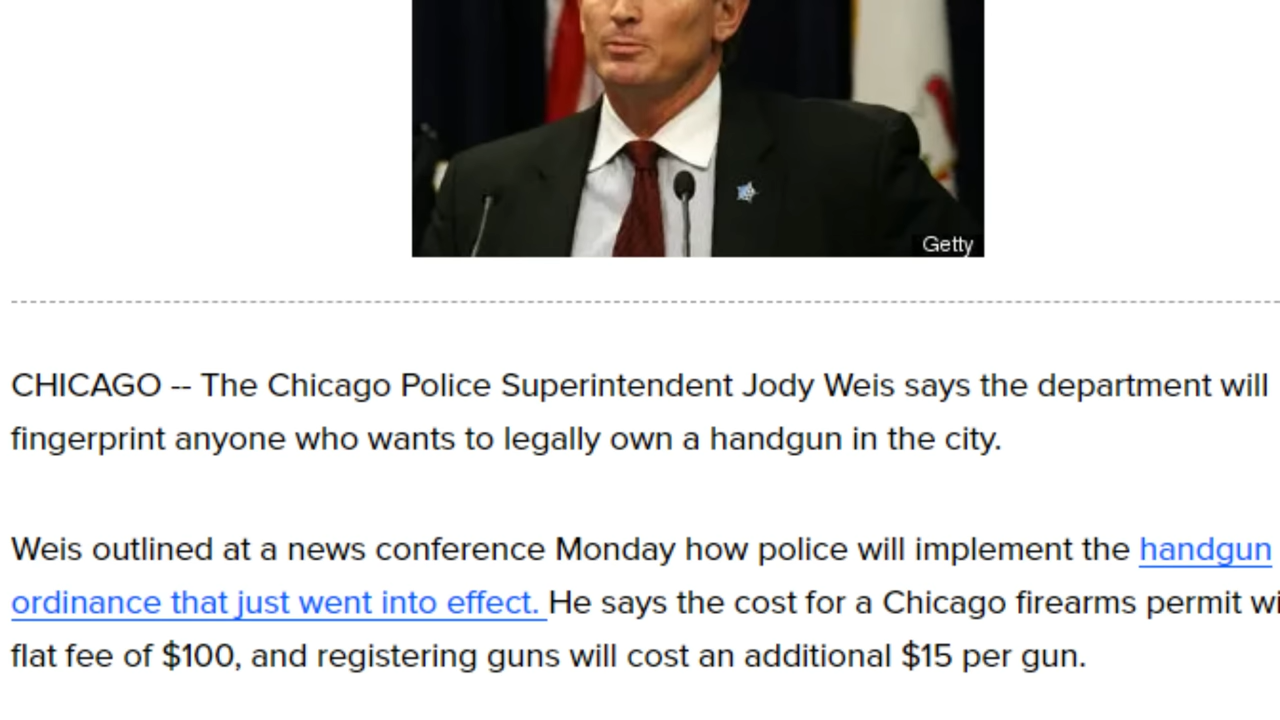 Getty
CHICAGO -- The Chicago Police Superintendent Jody Weis says the department will
fingerprint anyone who wants to legally own a handgun in the city.
Weis outlined at a news conference Monday how police will implement the handgun
ordinance that just went into effect. He says the cost for a Chicago firearms permit
flat fee of $100, and registering guns will cost an additional $15 per gun.